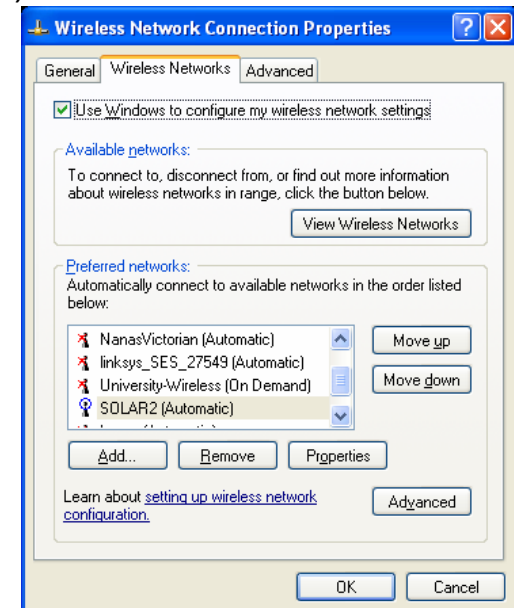 Wireless Network Connection Properties
General Wireless Networks Advanced
Use Windows to configure my wireless network settings
Available networks:
To connect to, disconnect from, or find out more information
about wireless networks in range, click the button below.
View Wireless Networks
Preferred networks:
Automatically connect to available networks in the order listed
below:
NanasVictorian (Automatic)
linksys_SES_27549 (Automatic)
University-Wireless (On Demand)
SOLAR2 (Automatic)
Move up
Move down
Add... Remove Properties
Learn about setting up wireless network
configuration.
Advanced
OK Cancel